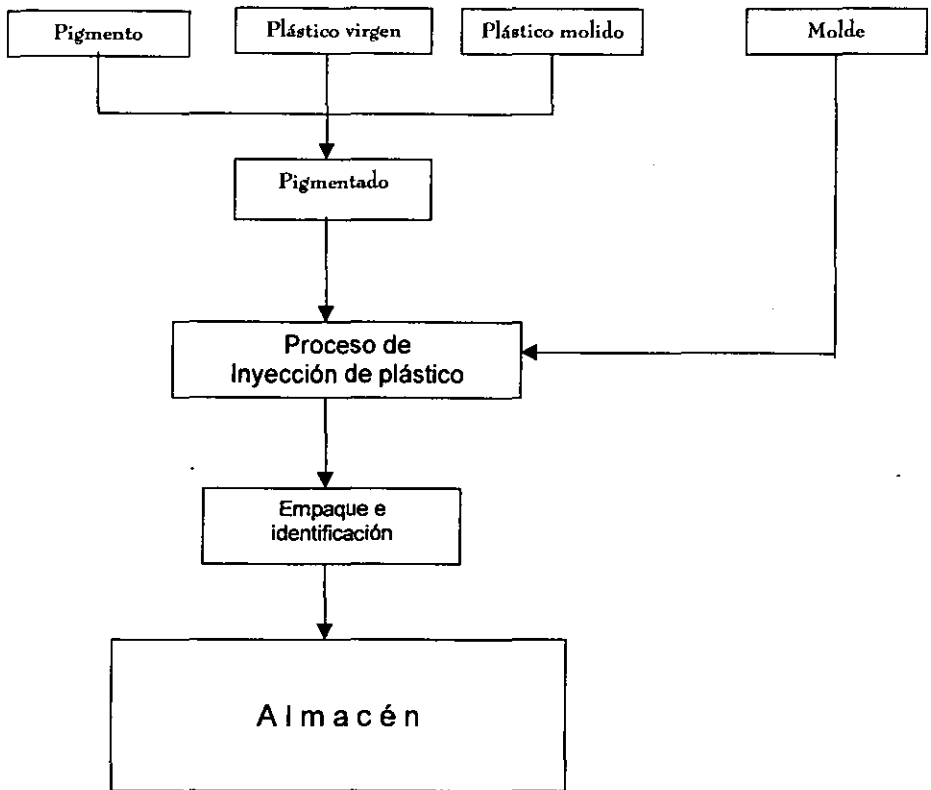 Pigmento
Plástico virgen
Plástico molido
Molde
Pigmentado
Proceso de
Inyección de plástico
Empaque e
identificación
Almacén